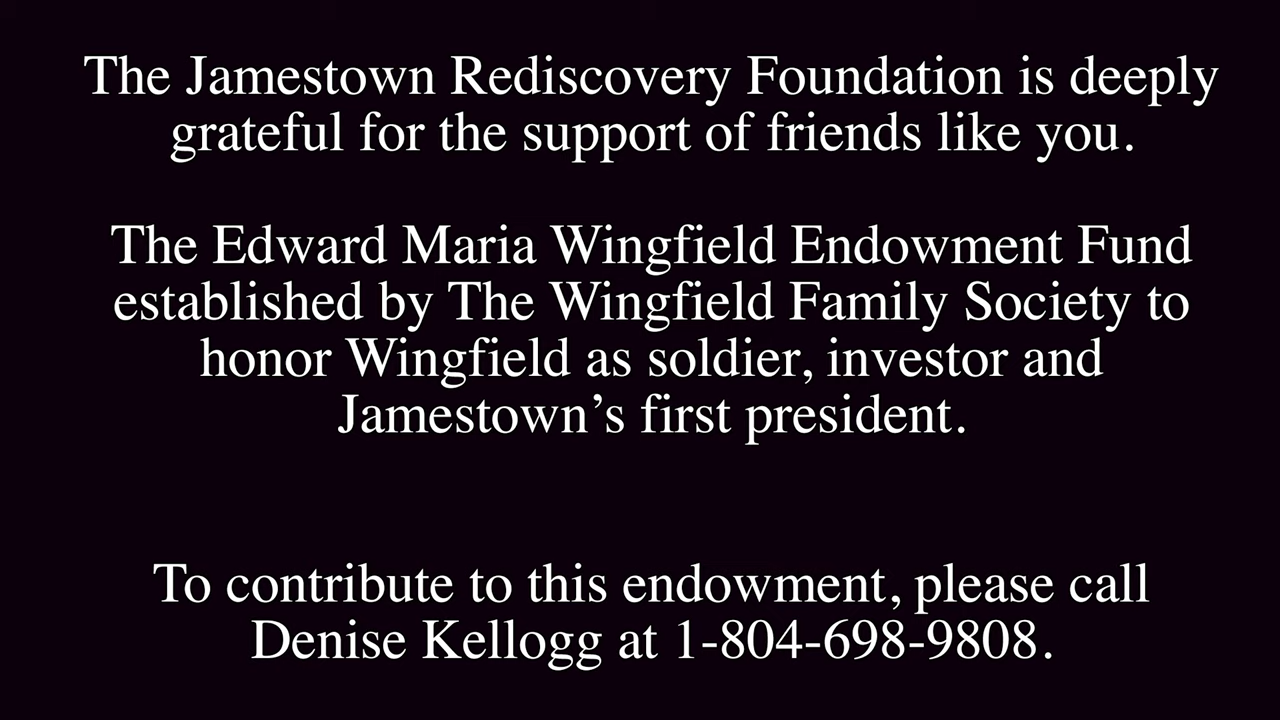 The Jamestown Rediscovery Foundation is deeply
grateful for the support of friends like you.
The Edward Maria Wingfield Endowment Fund
established by The Wingfield Family Society to
honor Wingfield as soldier, investor and
Jamestown’s first president.
To contribute to this endowment, please call
Denise Kellogg at 1-804-698-9808.